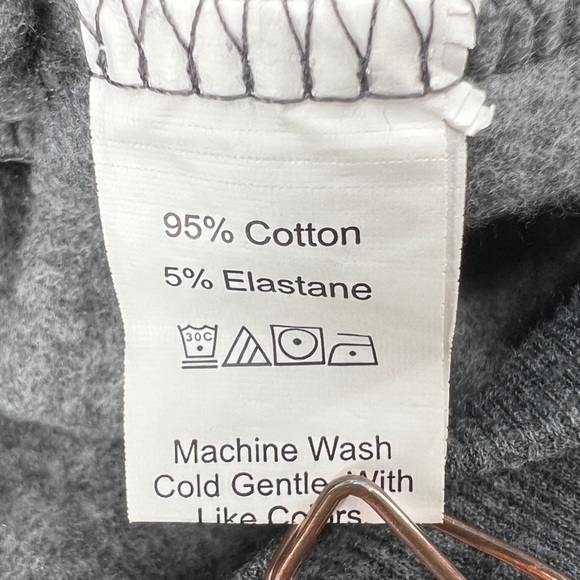 95% Cotton
5% Elastane
30C
Machine Wash
Cold Gentle With
Like Colors